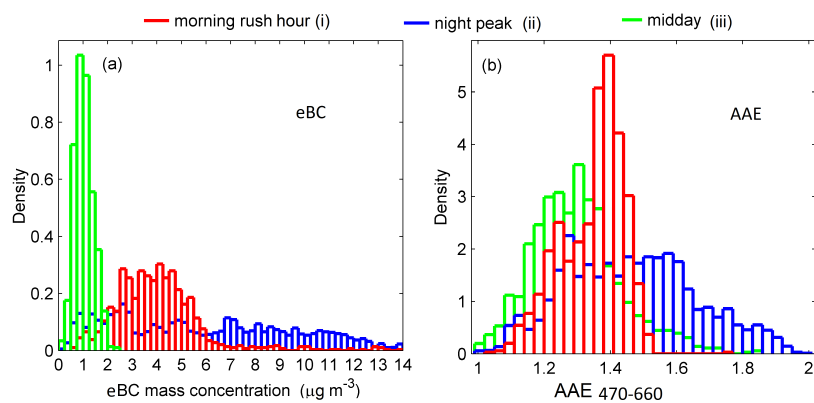 morning rush hour (i) night peak (ii) midday (iii)
(a)
eBC
Density
1
0.8
0.6
0.4
0.2
0
0 1 2 3 4 5 6 7 8 9 10 11 12 13 14
eBC mass concentration (μg m⁻³)
(b)
AAE
Density
5
4
3
2
1
0
1 1.2 1.4 1.6 1.8 2
AAE 470-660